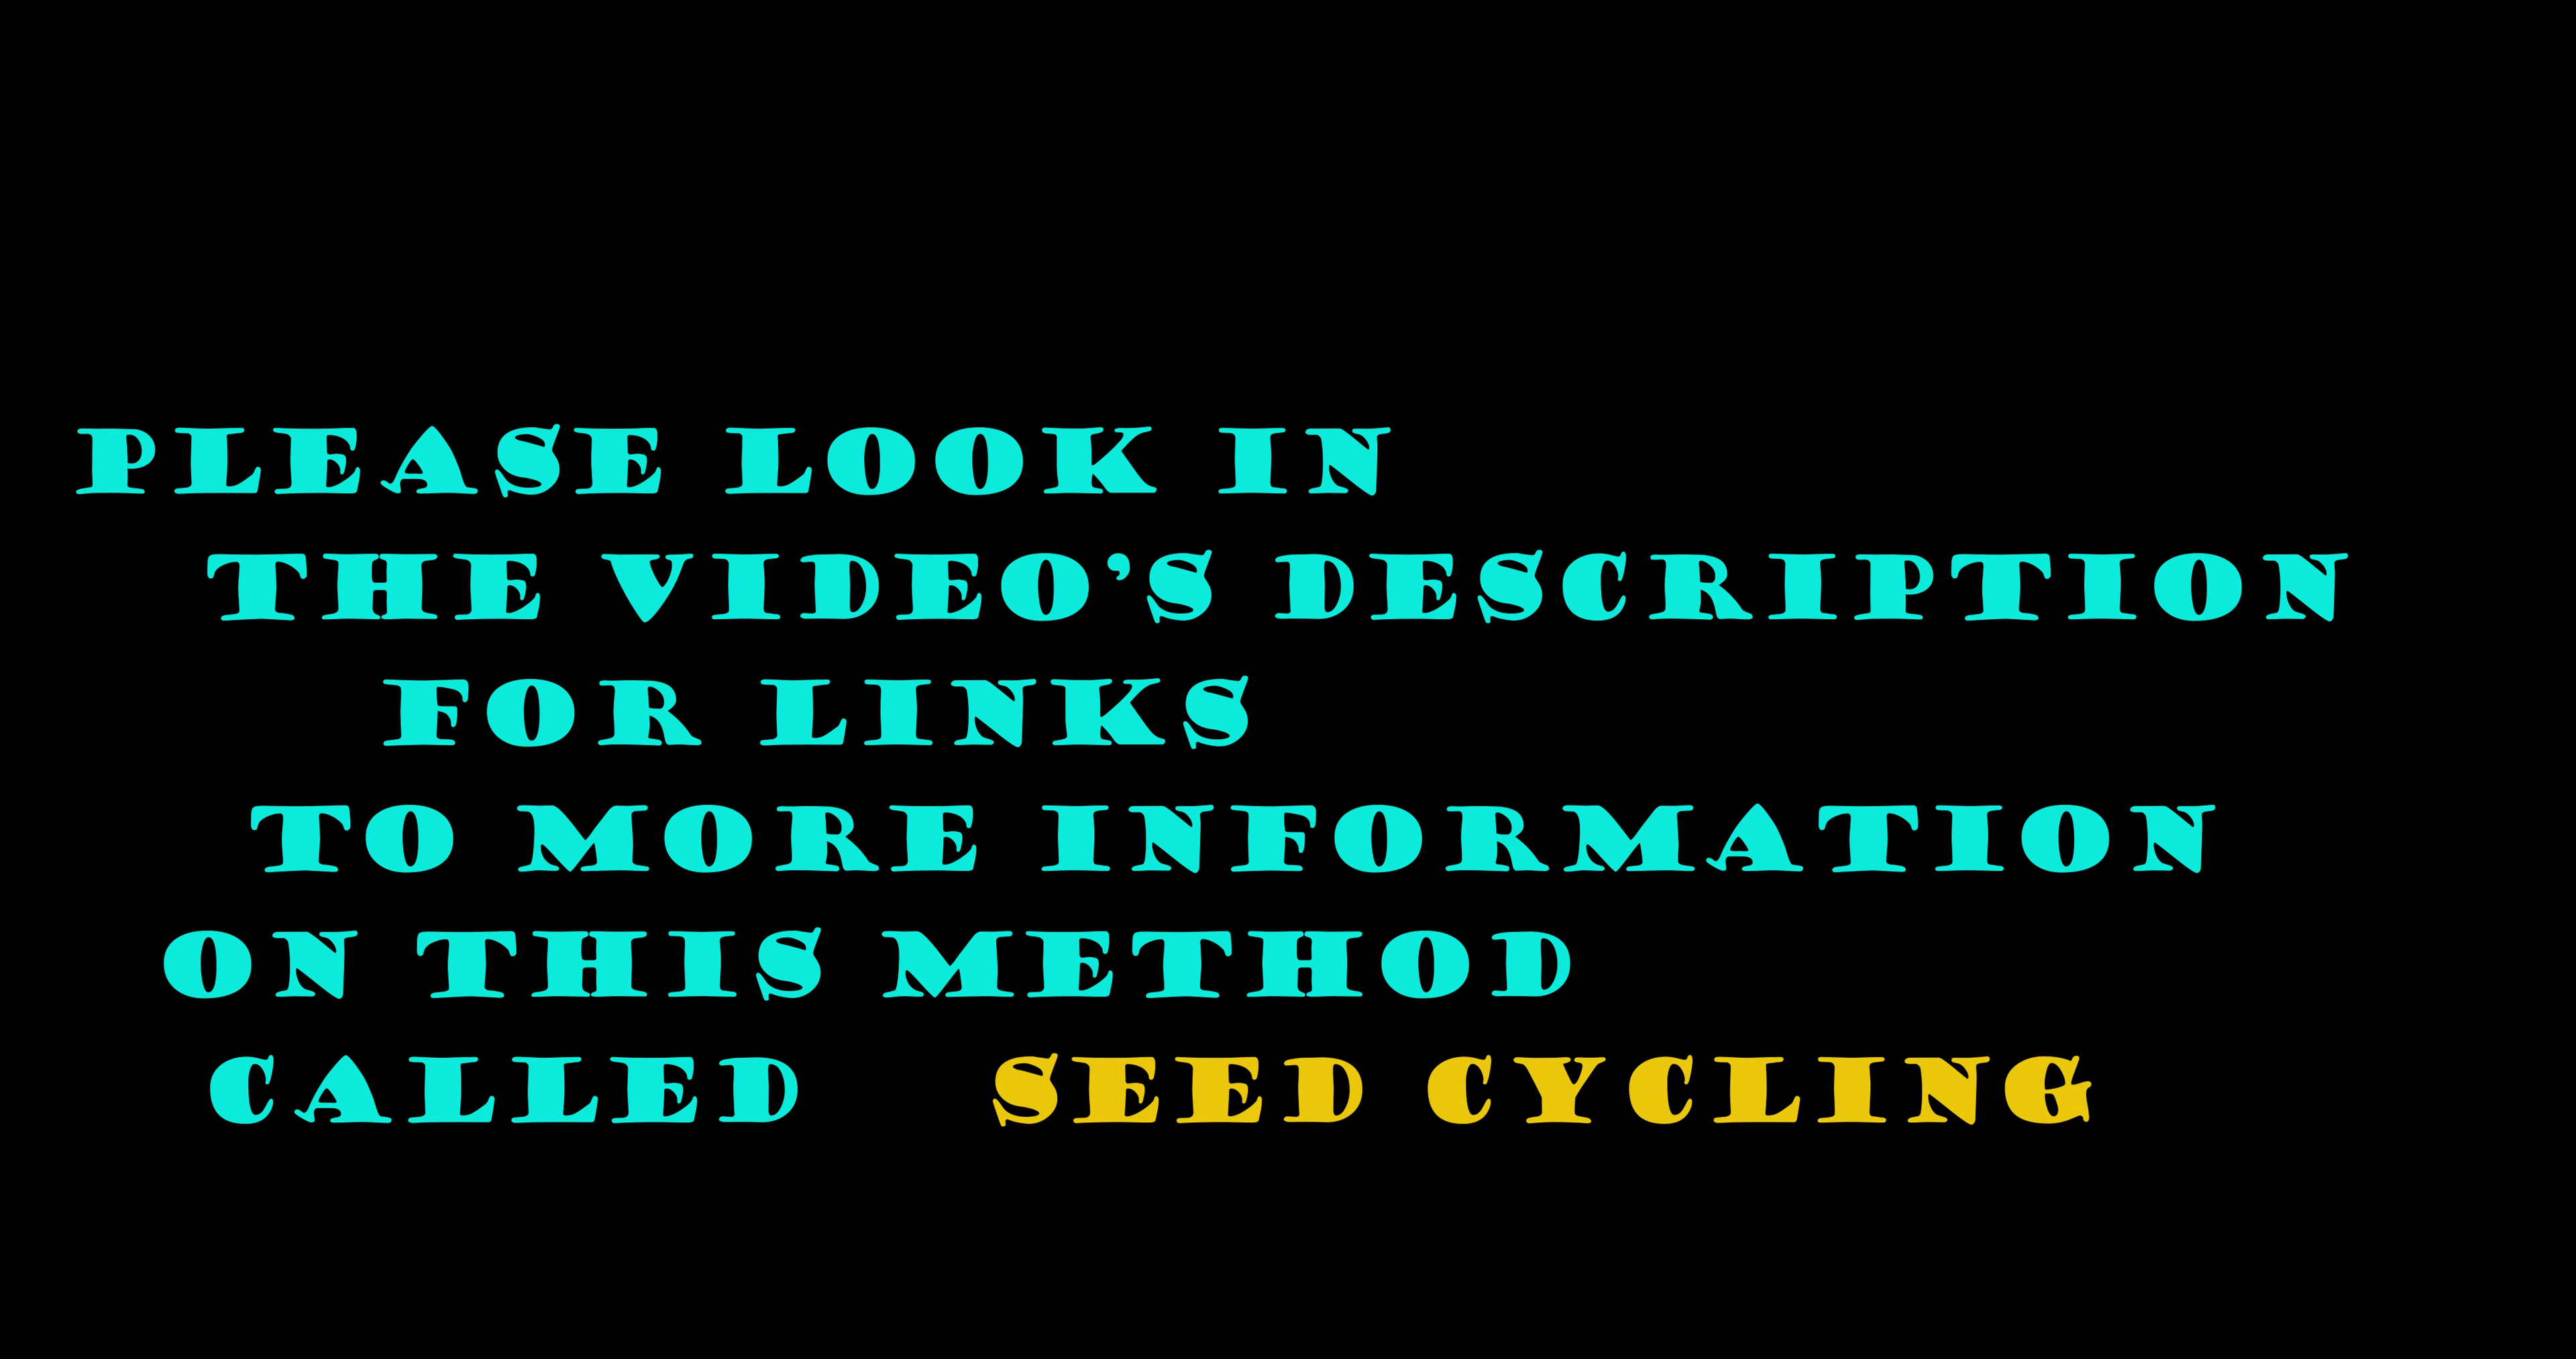 PLEASE LOOK IN
THE VIDEO'S DESCRIPTION
FOR LINKS
TO MORE INFORMATION
ON THIS METHOD
CALLED SEED CYCLING